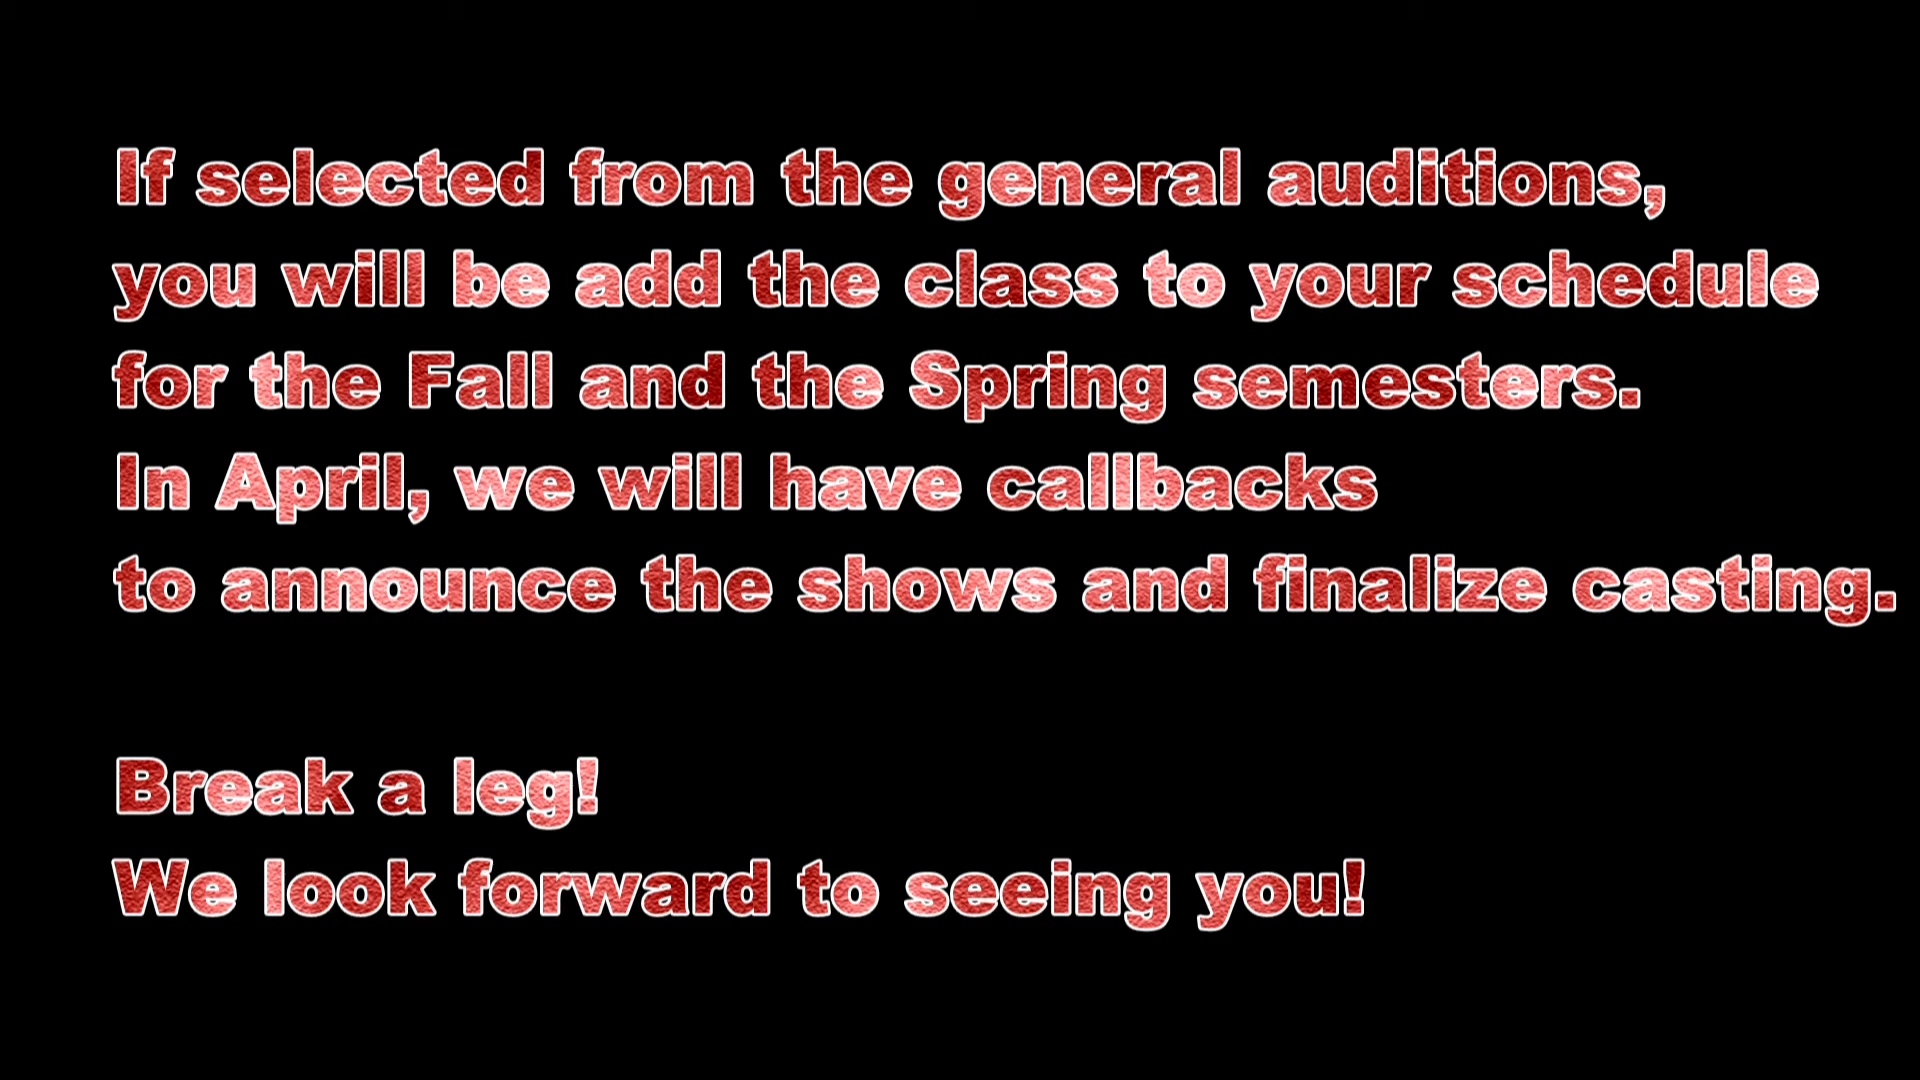 If selected from the general auditions,
you will be add the class to your schedule
for the Fall and the Spring semesters.
In April, we will have callbacks
to announce the shows and finalize casting.
Break a leg!
We look forward to seeing you!